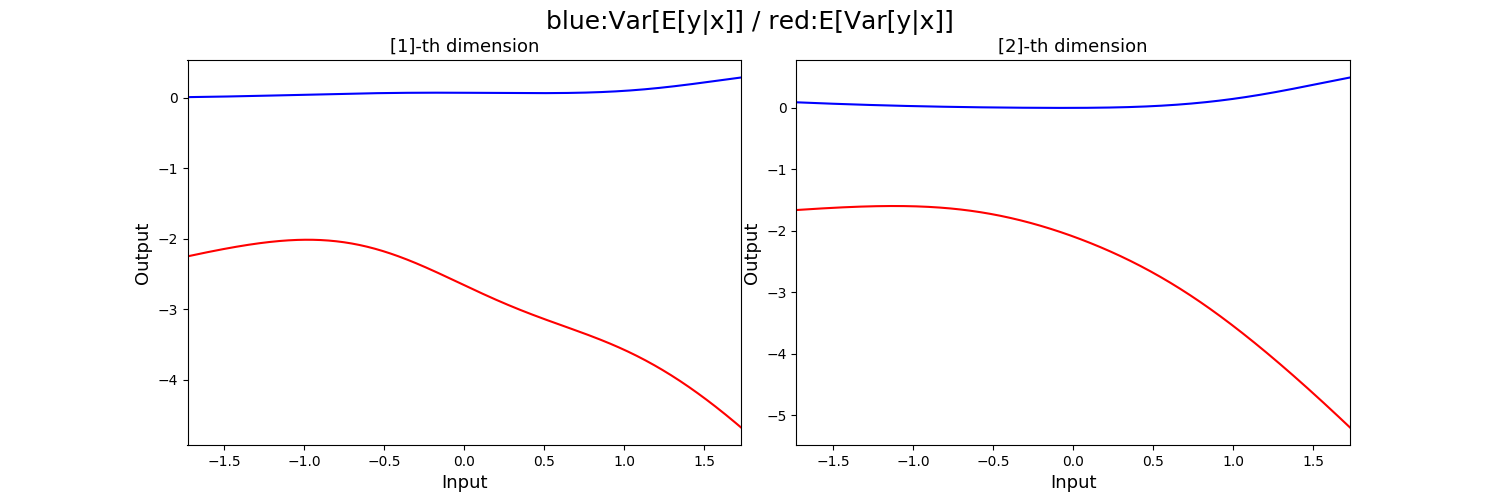 blue:Var[E[y|x]] / red:E[Var[y|x]]
[1]-th dimension
Output
0
−1
−2
−3
−4
−1.5 −1.0 −0.5 0.0 0.5 1.0 1.5
Input
[2]-th dimension
Output
0
−1
−2
−3
−4
−5
−1.5 −1.0 −0.5 0.0 0.5 1.0 1.5
Input